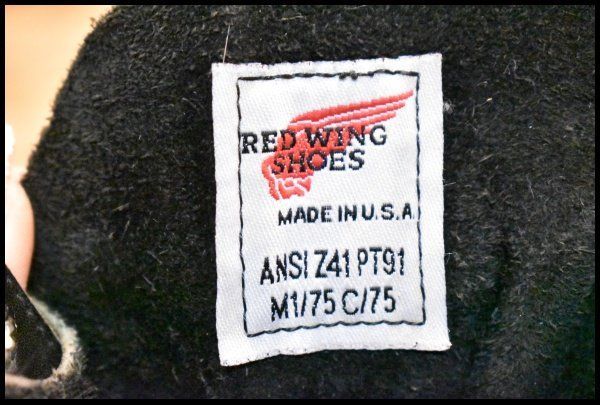 RED WING
SHOES
MADE IN U.S.A
ANSI Z41 PT91
M1/75 C/75